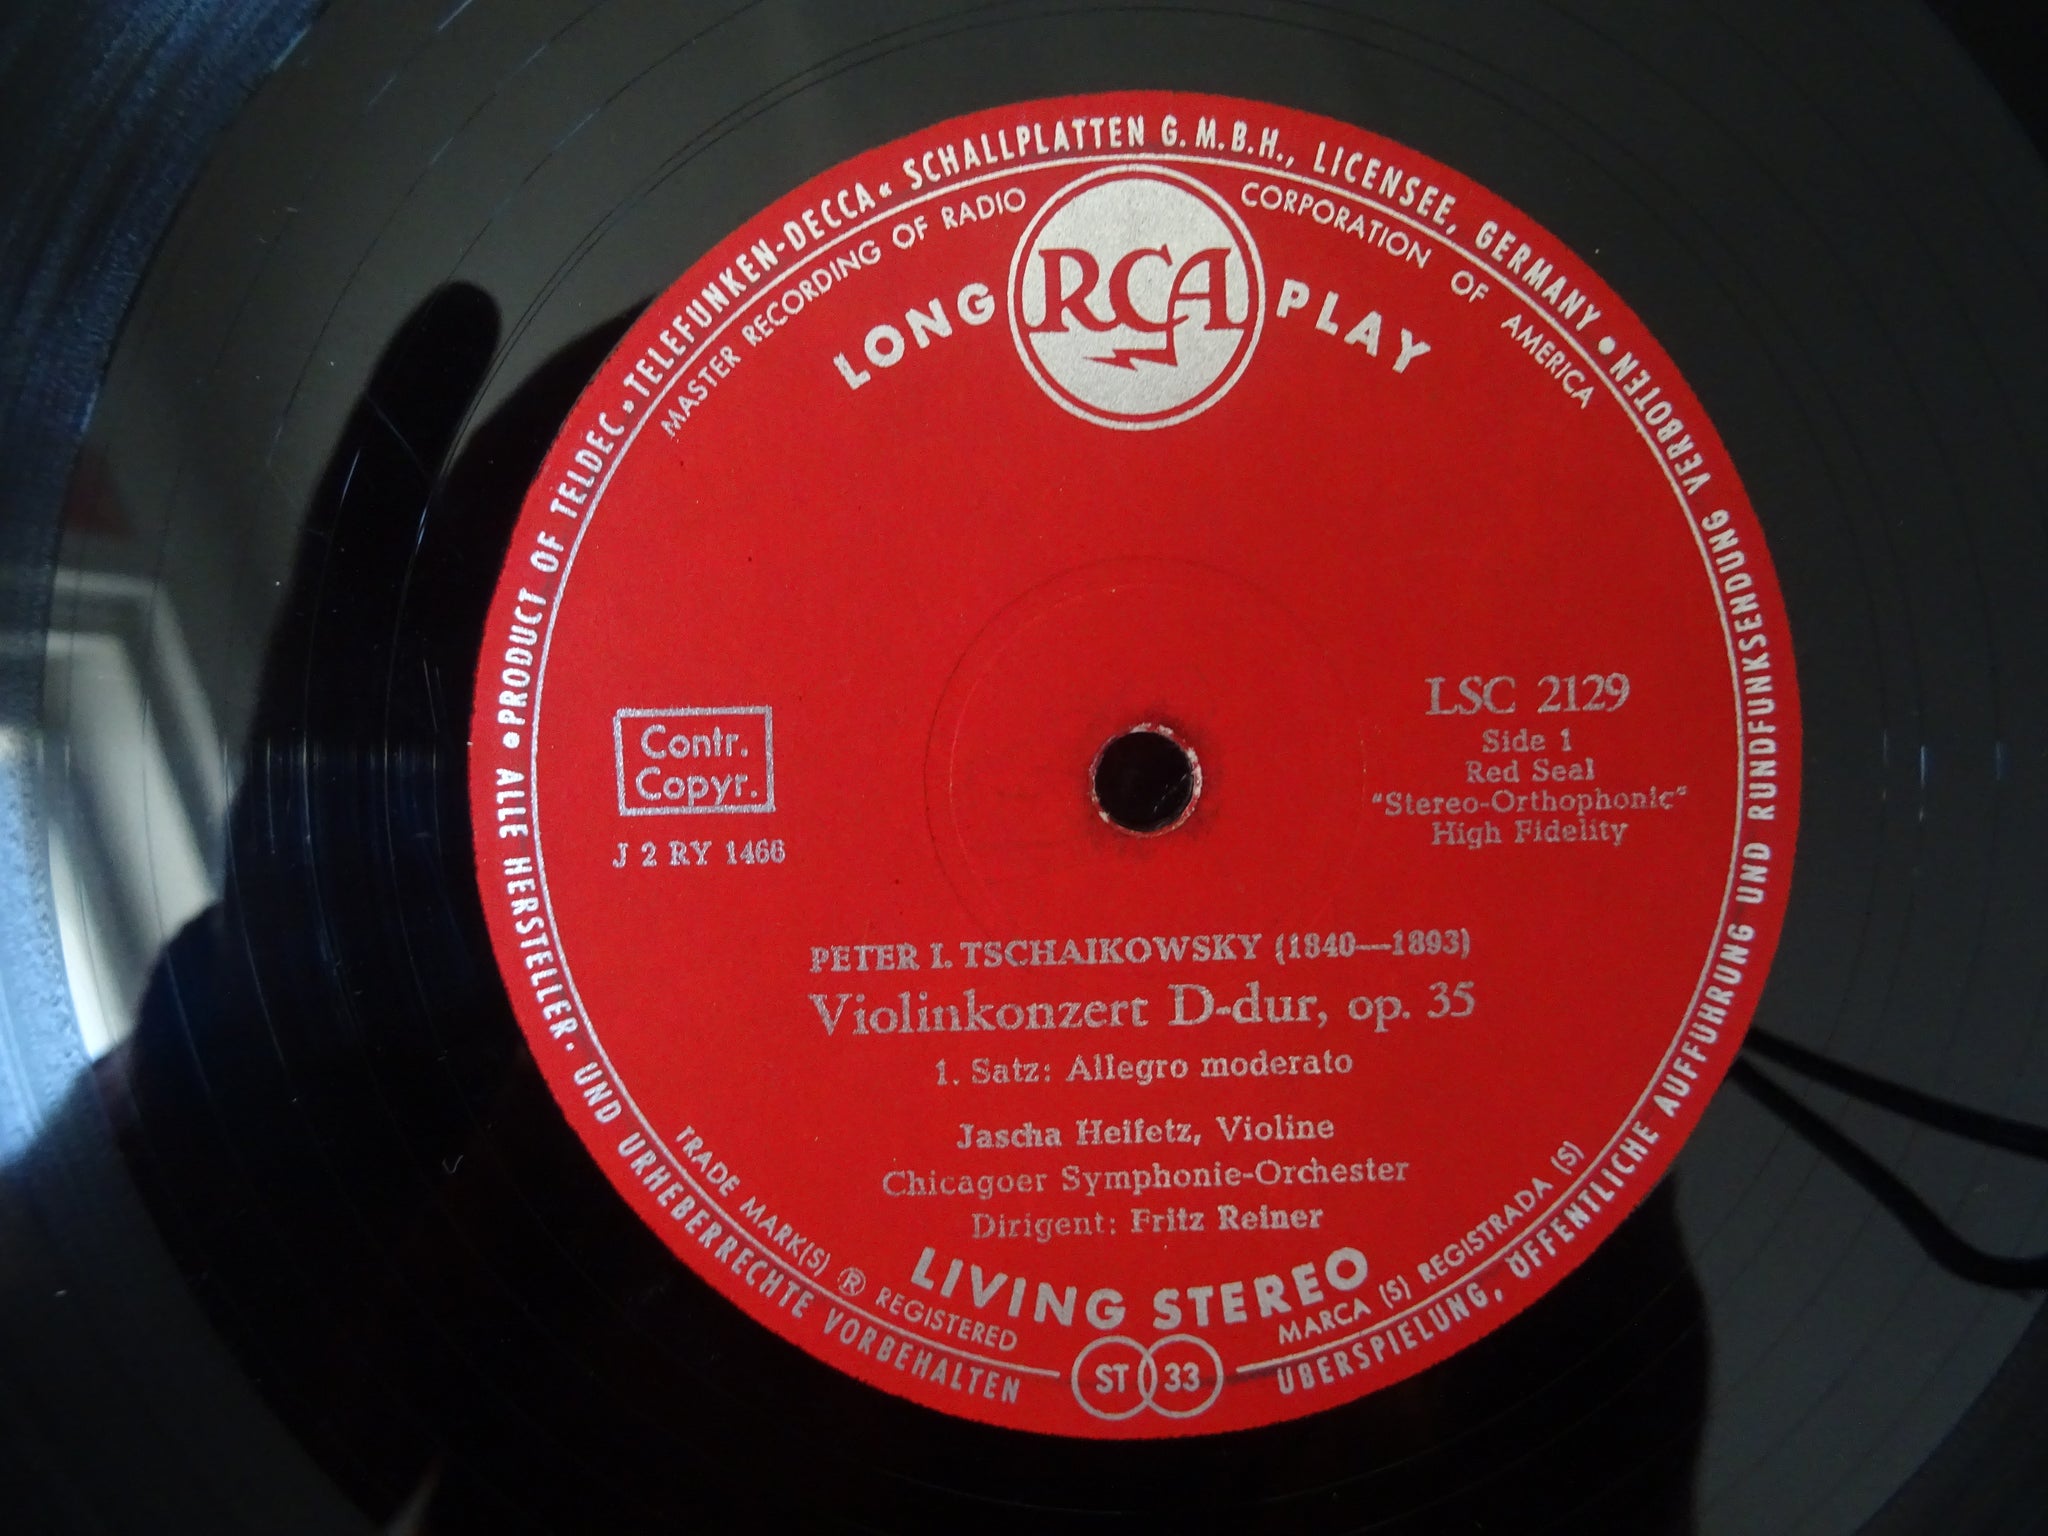 • PRODUCT OF TELDEC »TELEFUNKEN-DECCA« SCHALLPLATTEN G.M.B.H., LICENSEE, GERMANY •
MASTER RECORDING OF RADIO CORPORATION OF AMERICA
LONG RCA PLAY
Contr.
Copyr.
J 2 RY 1466
LSC 2129
Side 1
Red Seal
"Stereo-Orthophonic"
High Fidelity
PETER I. TSCHAIKOWSKY (1840—1893)
Violinkonzert D-dur, op. 35
1. Satz: Allegro moderato
Jascha Heifetz, Violine
Chicagoer Symphonie-Orchester
Dirigent: Fritz Reiner
LIVING STEREO
TRADE MARK(S) ® REGISTERED
MARCA (S) REGISTRADA (S)
ST 33
ALLE HERSTELLER- UND URHEBERRECHTE VORBEHALTEN
ÜBERSPIELUNG, ÖFFENTLICHE AUFFÜHRUNG UND RUNDFUNKSENDUNG VERBOTEN